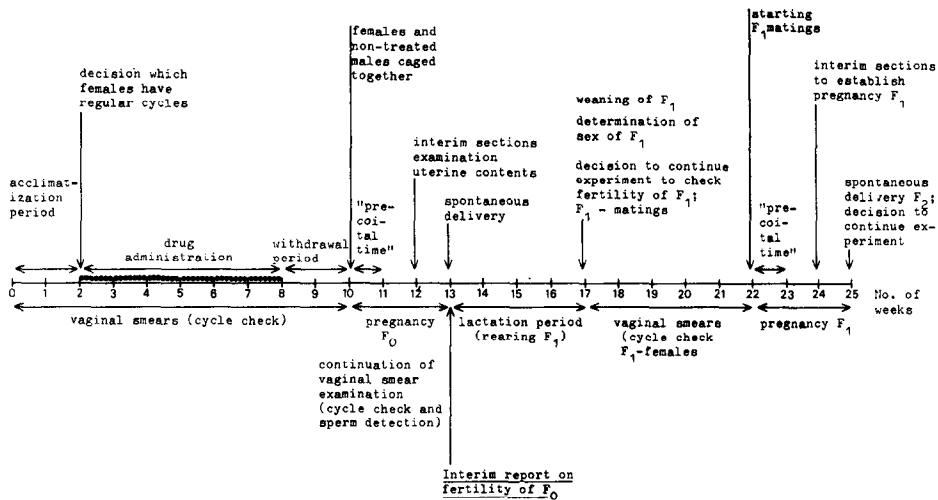 females and
non-treated
males caged
together
starting
F1matings
decision which
females have
regular cycles
interim sections
to establish
pregnancy F1
weaning of F1
determination of
sex of F1
interim sections
examination
uterine contents
decision to continue
experiment to check
fertility of F1;
F1 - matings
acclimat-
ization
period
"pre-
coi-
tal
time"
spontaneous
delivery
"pre-
coi-
tal
time"
spontaneous
delivery F2;
decision to
continue ex-
periment
drug
administration
withdrawal
period
0 1 2 3 4 5 6 7 8 9 10 11 12 13 14 15 16 17 18 19 20 21 22 23 24 25
No. of
weeks
vaginal smears (cycle check)
pregnancy
F0
lactation period
(rearing F1)
vaginal smears
(cycle check
F1-females
pregnancy F1
continuation of
vaginal smear
examination
(cycle check and
sperm detection)
Interim report on
fertility of F0